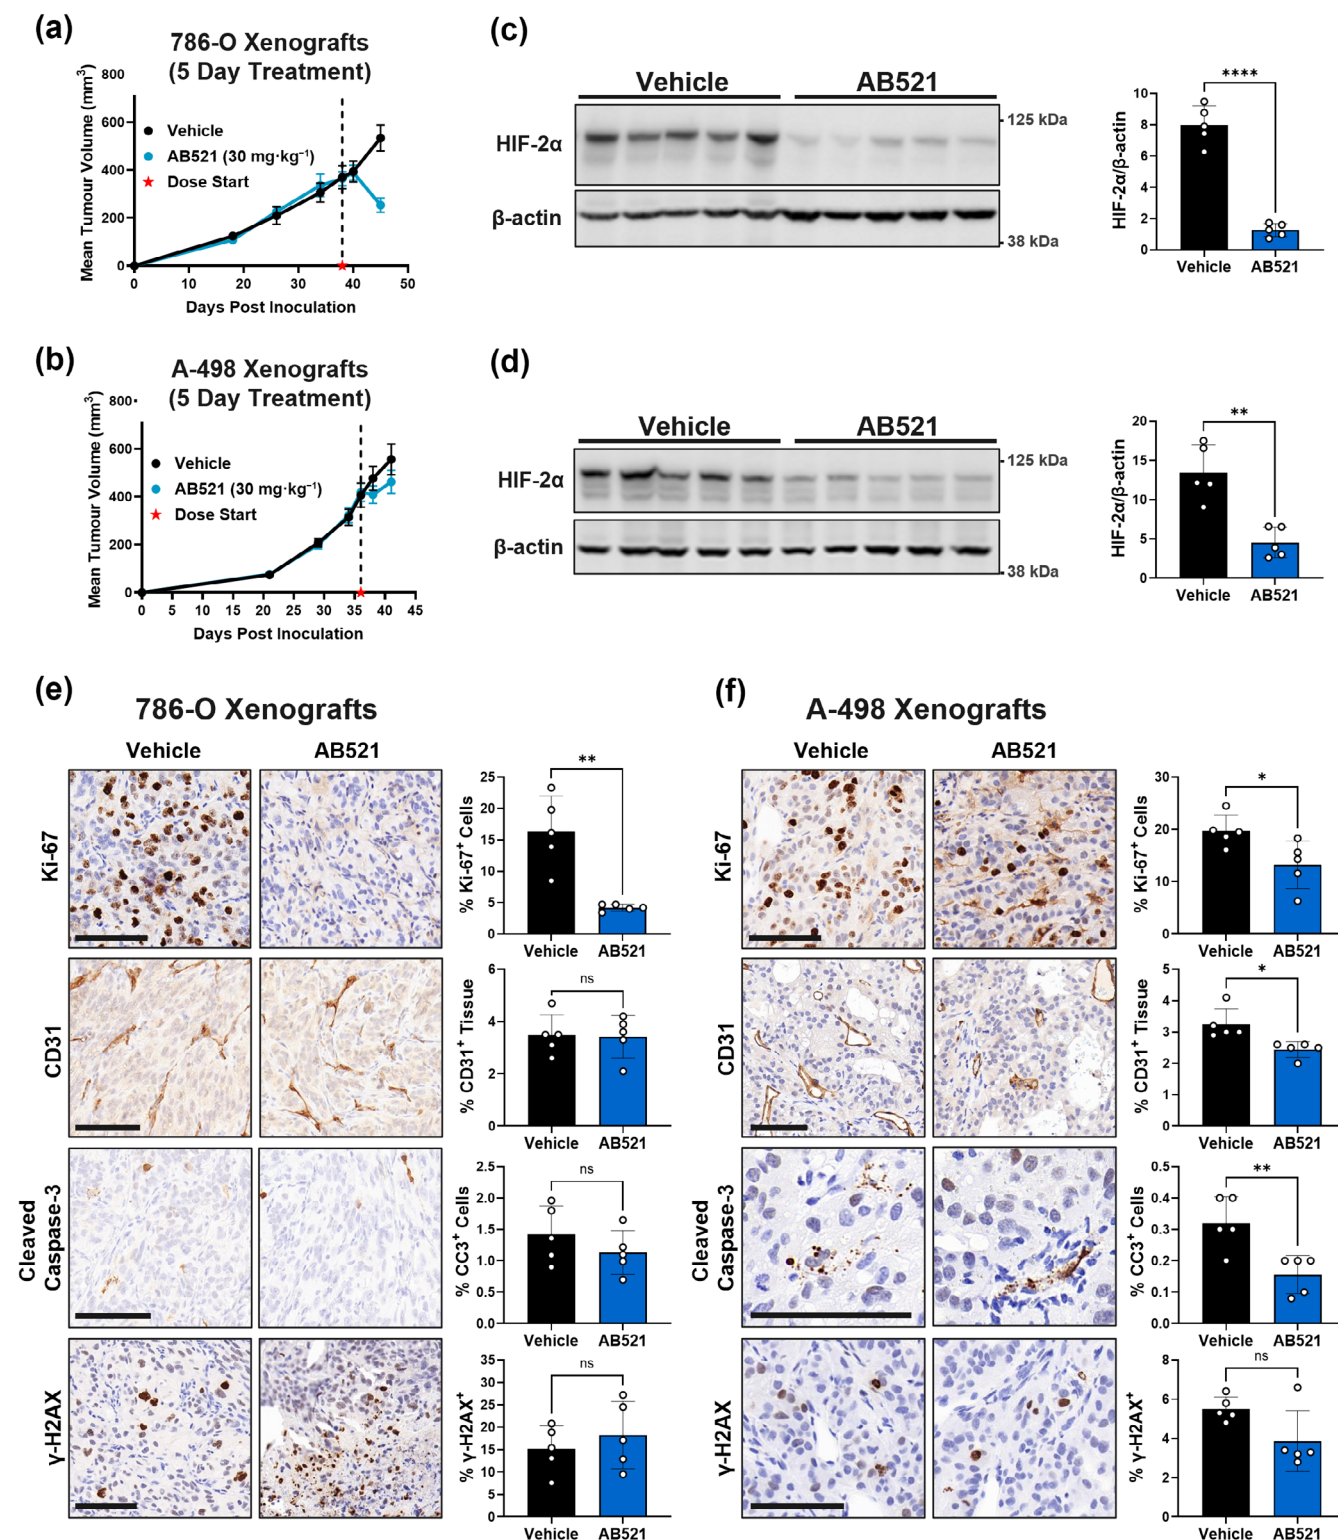 (a)
786-O Xenografts
(5 Day Treatment)
Mean Tumour Volume (mm³)
800
600
400
200
0
Vehicle
AB521 (30 mg·kg⁻¹)
Dose Start
0 10 20 30 40 50
Days Post Inoculation
(c)
Vehicle AB521
HIF-2α
125 kDa
β-actin
38 kDa
HIF-2α/β-actin
10
8
6
4
2
0
****
Vehicle AB521
(b)
A-498 Xenografts
(5 Day Treatment)
Mean Tumour Volume (mm³)
800
600
400
200
0
Vehicle
AB521 (30 mg·kg⁻¹)
Dose Start
0 5 10 15 20 25 30 35 40 45
Days Post Inoculation
(d)
Vehicle AB521
HIF-2α
125 kDa
β-actin
38 kDa
HIF-2α/β-actin
20
15
10
5
0
**
Vehicle AB521
(e)
786-O Xenografts
Vehicle AB521
Ki-67
% Ki-67⁺ Cells
25
20
15
10
5
0
**
Vehicle AB521
CD31
% CD31⁺ Tissue
6
4
2
0
ns
Vehicle AB521
Cleaved
Caspase-3
% CC3⁺ Cells
2.5
2.0
1.5
1.0
0.5
0.0
ns
Vehicle AB521
γ-H2AX
% γ-H2AX⁺
35
30
25
20
15
10
5
0
ns
Vehicle AB521
(f)
A-498 Xenografts
Vehicle AB521
Ki-67
% Ki-67⁺ Cells
30
20
10
0
*
Vehicle AB521
CD31
% CD31⁺ Tissue
5
4
3
2
1
0
*
Vehicle AB521
Cleaved
Caspase-3
% CC3⁺ Cells
0.5
0.4
0.3
0.2
0.1
0.0
**
Vehicle AB521
γ-H2AX
% γ-H2AX⁺
8
6
4
2
0
ns
Vehicle AB521